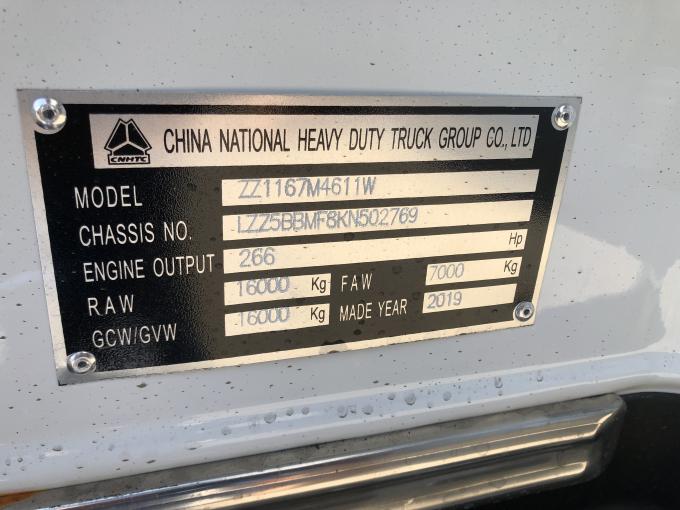 CNHTC CHINA NATIONAL HEAVY DUTY TRUCK GROUP CO., LTD
MODEL ZZ1167M4611W
CHASSIS NO. LZZ5BBMF8KN502769
ENGINE OUTPUT 266 Hp
RAW 16000 Kg FAW 7000 Kg
GCW/GVW 16000 Kg MADE YEAR 2019